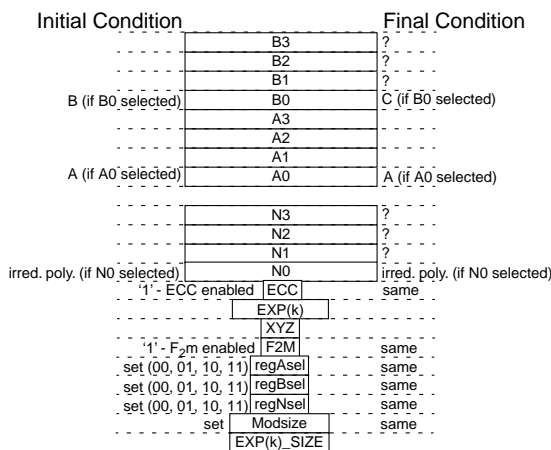 Initial Condition Final Condition
B3 ?
B2 ?
B1 ?
B (if B0 selected) B0 C (if B0 selected)
A3
A2
A1
A (if A0 selected) A0 A (if A0 selected)
N3 ?
N2 ?
N1 ?
irred. poly. (if N0 selected) N0 irred. poly. (if N0 selected)
‘1’ - ECC enabled ECC same
EXP(k)
XYZ
‘1’ - F2m enabled F2M same
set (00, 01, 10, 11) regAsel same
set (00, 01, 10, 11) regBsel same
set (00, 01, 10, 11) regNsel same
set Modsize same
EXP(k)_SIZE